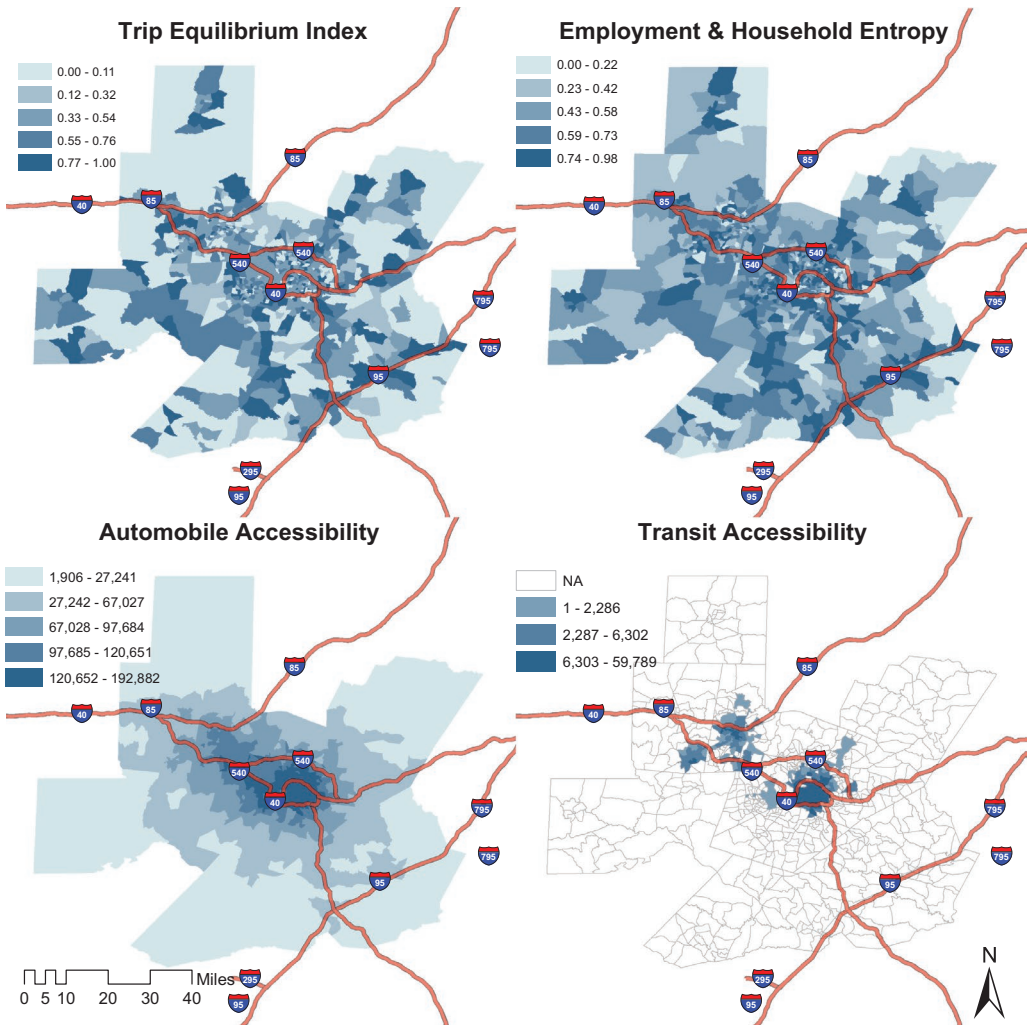 Trip Equilibrium Index
0.00 - 0.11
0.12 - 0.32
0.33 - 0.54
0.55 - 0.76
0.77 - 1.00
85
40
85
540
540
40
795
795
95
295
95
Employment & Household Entropy
0.00 - 0.22
0.23 - 0.42
0.43 - 0.58
0.59 - 0.73
0.74 - 0.98
85
40
85
540
540
40
795
795
95
295
95
Automobile Accessibility
1,906 - 27,241
27,242 - 67,027
67,028 - 97,684
97,685 - 120,651
120,652 - 192,882
85
40
85
540
540
40
795
795
95
295
95
Miles
0 5 10 20 30 40
Transit Accessibility
NA
1 - 2,286
2,287 - 6,302
6,303 - 59,789
85
40
85
540
540
40
795
795
95
295
95
N